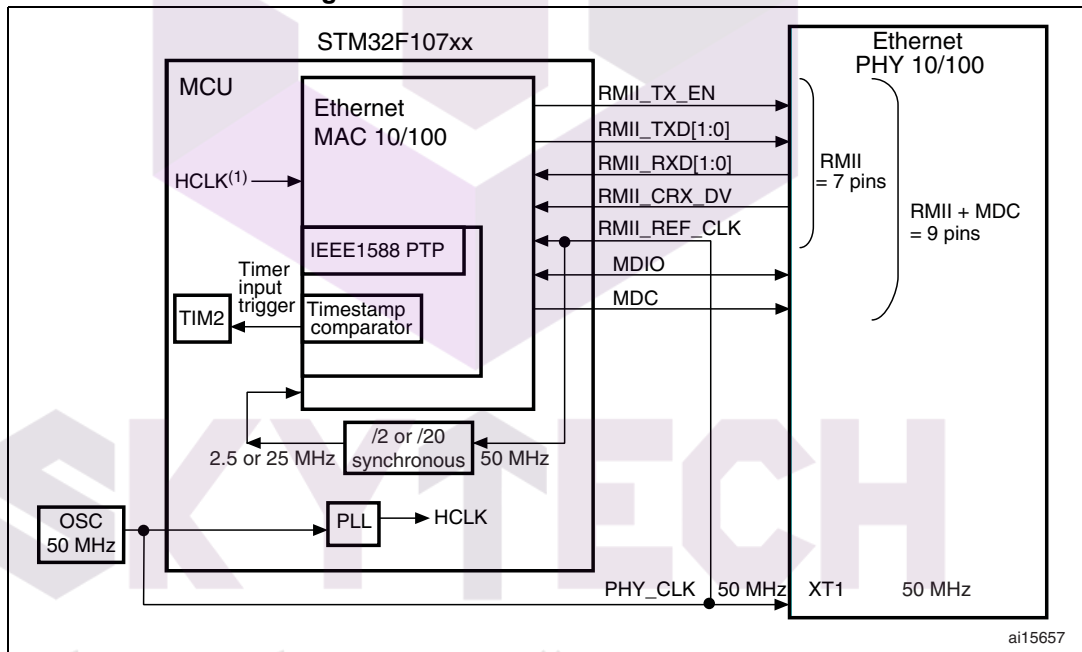 STM32F107xx
MCU
Ethernet
MAC 10/100
HCLK(1)
IEEE1588 PTP
Timer
input
trigger
Timestamp
comparator
TIM2
/2 or /20
synchronous
2.5 or 25 MHz
50 MHz
OSC
50 MHz
PLL
HCLK
RMII_TX_EN
RMII_TXD[1:0]
RMII_RXD[1:0]
RMII_CRX_DV
RMII_REF_CLK
MDIO
MDC
Ethernet
PHY 10/100
RMII
= 7 pins
RMII + MDC
= 9 pins
PHY_CLK 50 MHz
XT1 50 MHz
ai15657
SKYTECH